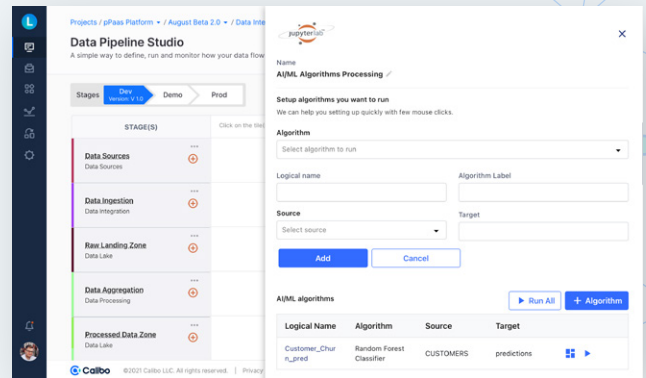 L
Projects / pPaas Platform / August Beta 2.0 / Data Inte
Data Pipeline Studio
A simple way to define, run and monitor how your data flow
Stages
Dev
Version V 1.0
Demo
Prod
STAGE(S)
Click on the tiles
Data Sources
Data Sources
Data Ingestion
Data Integration
Raw Landing Zone
Data Lake
Data Aggregation
Data Processing
Processed Data Zone
Data Lake
Calibo
©2021 Calibo LLC. All rights reserved. | Privacy
jupyterlab
Name
AI/ML Algorithms Processing
Setup algorithms you want to run
We can help you setting up quickly with few mouse clicks.
Algorithm
Select algorithm to run
Logical name
Algorithm Label
Source
Target
Select source
Add
Cancel
AI/ML algorithms
Run All
+ Algorithm
Logical Name Algorithm Source Target
Customer_Chur
n_pred
Random Forest
Classifier
CUSTOMERS
predictions